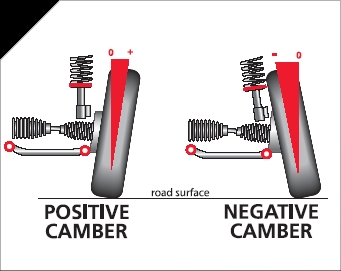 0 +
- 0
road surface
POSITIVE
CAMBER
NEGATIVE
CAMBER